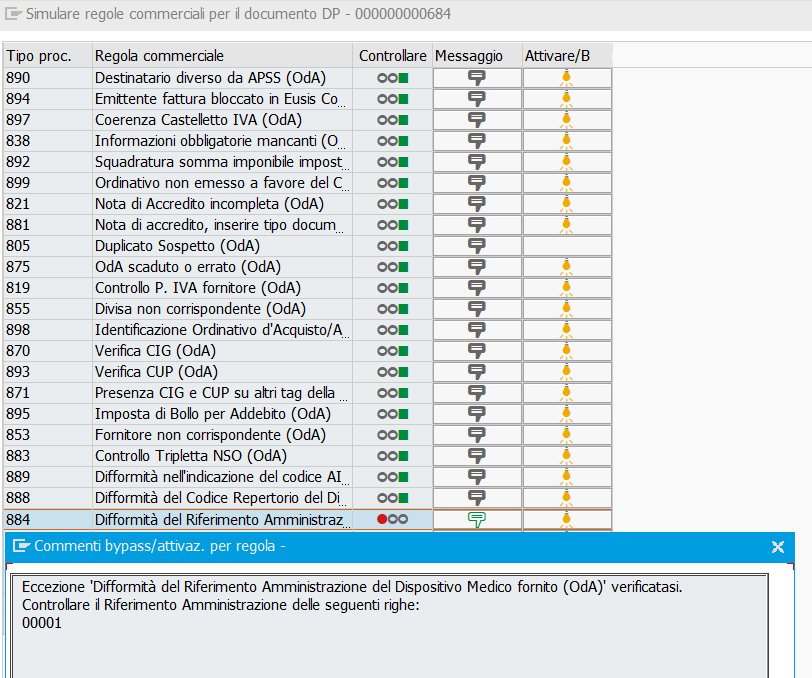 Simulare regole commerciali per il documento DP - 000000000684
Tipo proc. Regola commerciale Controllare Messaggio Attivare/B
890 Destinatario diverso da APSS (OdA)
894 Emittente fattura bloccato in Eusis Co...
897 Coerenza Castelletto IVA (OdA)
838 Informazioni obbligatorie mancanti (O...
892 Squadratura somma imponibile impost...
899 Ordinativo non emesso a favore del C...
821 Nota di Accredito incompleta (OdA)
881 Nota di accredito, inserire tipo docum...
805 Duplicato Sospetto (OdA)
875 OdA scaduto o errato (OdA)
819 Controllo P. IVA fornitore (OdA)
855 Divisa non corrispondente (OdA)
898 Identificazione Ordinativo d'Acquisto/A...
870 Verifica CIG (OdA)
893 Verifica CUP (OdA)
871 Presenza CIG e CUP su altri tag della ...
895 Imposta di Bollo per Addebito (OdA)
853 Fornitore non corrispondente (OdA)
883 Controllo Tripletta NSO (OdA)
889 Difformità nell'indicazione del codice AI...
888 Difformità del Codice Repertorio del Di...
884 Difformità del Riferimento Amministraz...
Commenti bypass/attivaz. per regola -
Eccezione 'Difformità del Riferimento Amministrazione del Dispositivo Medico fornito (OdA)' verificatasi.
Controllare il Riferimento Amministrazione delle seguenti righe:
00001